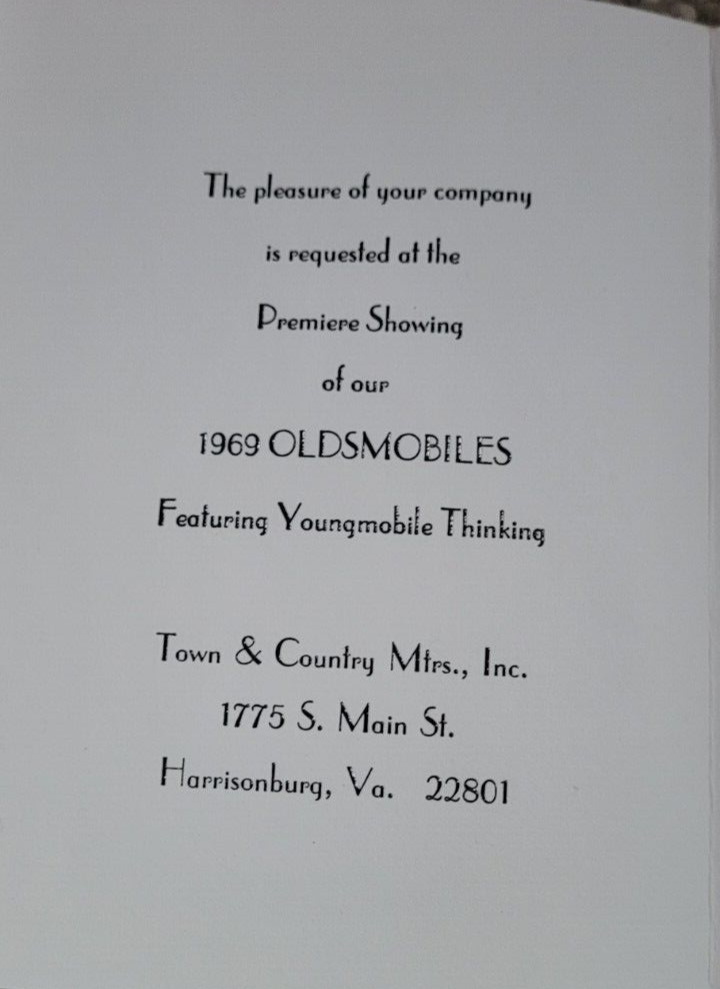 The pleasure of your company
is requested at the
Premiere Showing
of our
1969 OLDSMOBILES
Featuring Youngmobile Thinking
Town & Country Mtrs., Inc.
1775 S. Main St.
Harrisonburg, Va. 22801